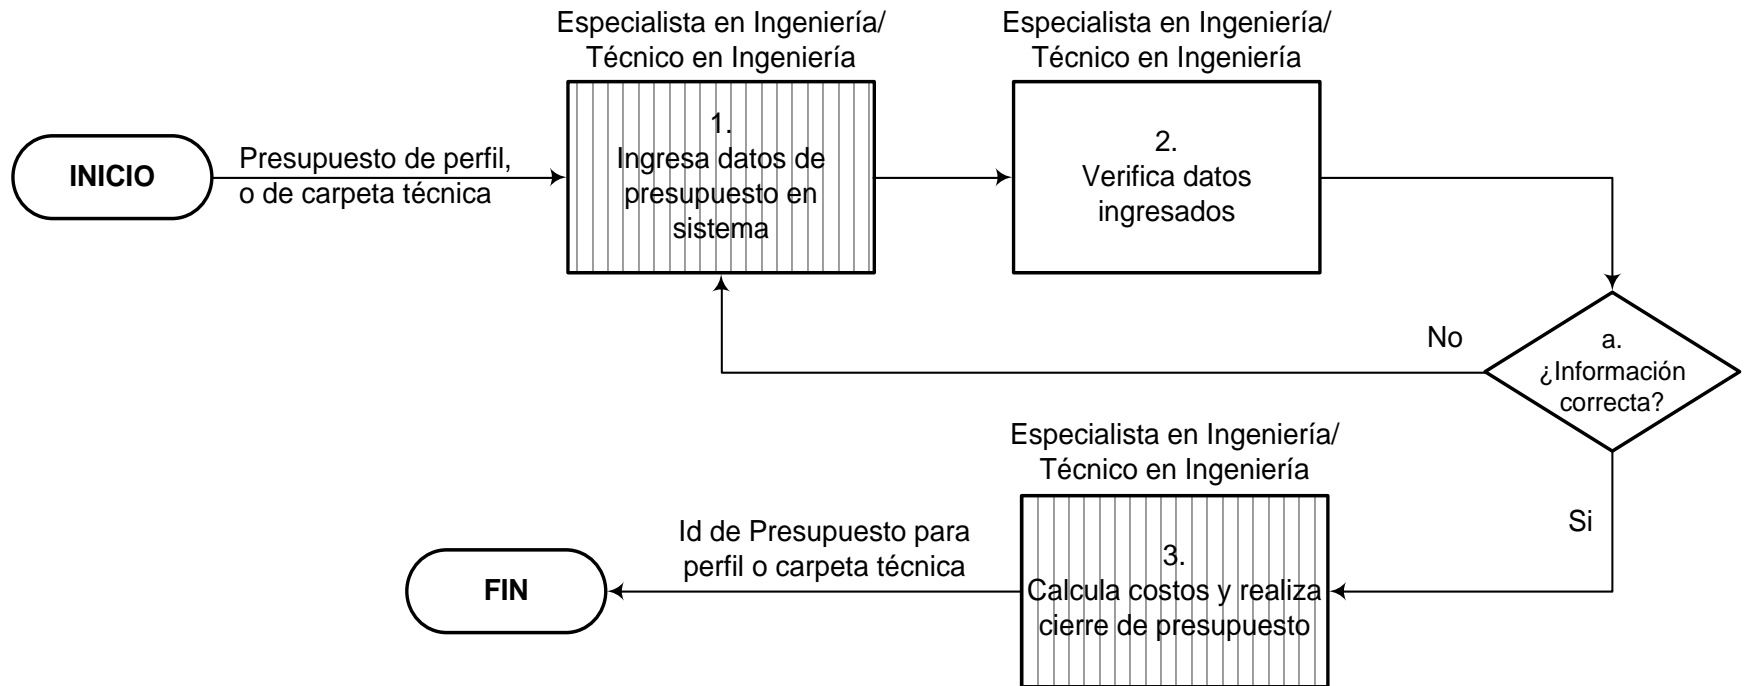 INICIO
Presupuesto de perfil,
o de carpeta técnica
Especialista en Ingeniería/
Técnico en Ingeniería
1.
Ingresa datos de
presupuesto en
sistema
Especialista en Ingeniería/
Técnico en Ingeniería
2.
Verifica datos
ingresados
a.
¿Información
correcta?
No
Si
Especialista en Ingeniería/
Técnico en Ingeniería
3.
Calcula costos y realiza
cierre de presupuesto
Id de Presupuesto para
perfil o carpeta técnica
FIN